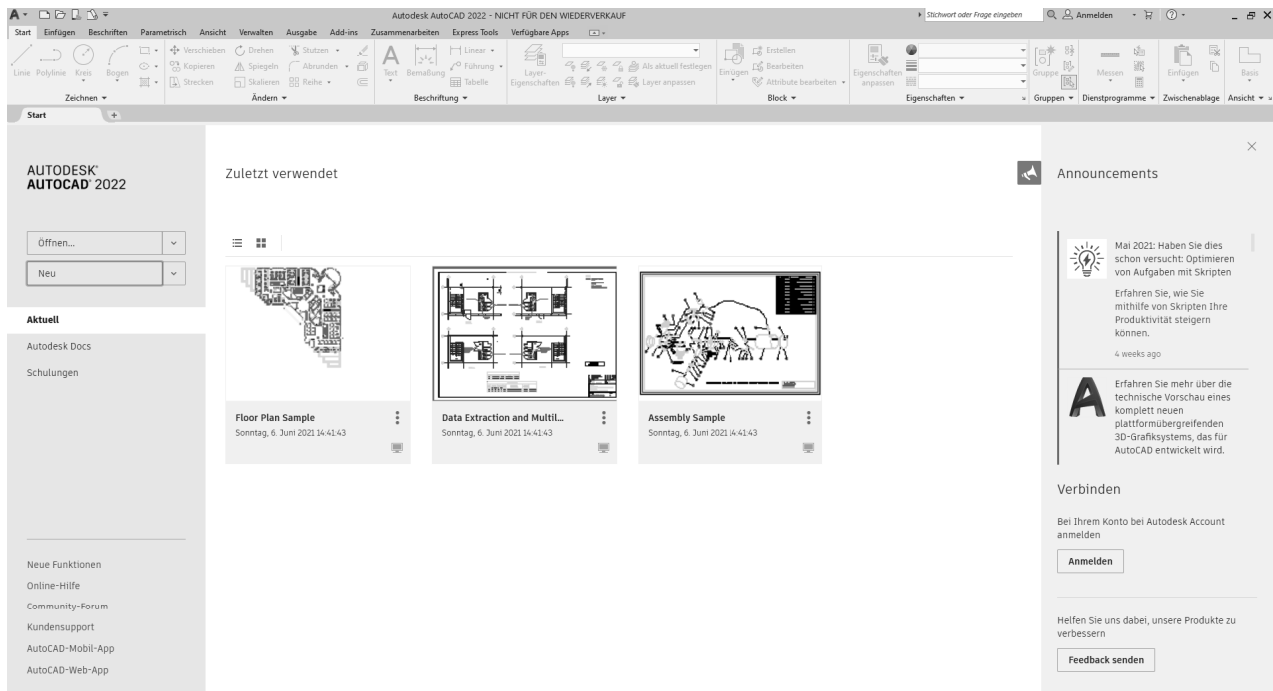 Autodesk AutoCAD 2022 - NICHT FÜR DEN WIEDERVERKAUF
Stichwort oder Frage eingeben
Anmelden
Start Einfügen Beschriften Parametrisch Ansicht Verwalten Ausgabe Add-ins Zusammenarbeiten Express Tools Verfügbare Apps
Linie Polylinie Kreis Bogen
Zeichnen
Verschieben Drehen Stutzen
Kopieren Spiegeln Abrunden
Strecken Skalieren Reihe
Ändern
Text Bemaßung
Linear
Führung
Tabelle
Beschriftung
Layer-
Eigenschaften
Als aktuell festlegen
Layer anpassen
Layer
Einfügen
Erstellen
Bearbeiten
Attribute bearbeiten
Block
Eigenschaften
anpassen
Eigenschaften
Gruppe
Gruppen
Messen
Dienstprogramme
Einfügen
Zwischenablage
Basis
Ansicht
Start
AUTODESK®
AUTOCAD® 2022
Öffnen...
Neu
Aktuell
Autodesk Docs
Schulungen
Neue Funktionen
Online-Hilfe
Community-Forum
Kundensupport
AutoCAD-Mobil-App
AutoCAD-Web-App
Zuletzt verwendet
Floor Plan Sample
Sonntag, 6. Juni 2021 14:41:43
Data Extraction and Multil...
Sonntag, 6. Juni 2021 14:41:43
Assembly Sample
Sonntag, 6. Juni 2021 14:41:43
Announcements
Mai 2021: Haben Sie dies
schon versucht: Optimieren
von Aufgaben mit Skripten
Erfahren Sie, wie Sie
mithilfe von Skripten Ihre
Produktivität steigern
können.
4 weeks ago
Erfahren Sie mehr über die
technische Vorschau eines
komplett neuen
plattformübergreifenden
3D-Grafiksystems, das für
AutoCAD entwickelt wird.
Verbinden
Bei Ihrem Konto bei Autodesk Account
anmelden
Anmelden
Helfen Sie uns dabei, unsere Produkte zu
verbessern
Feedback senden